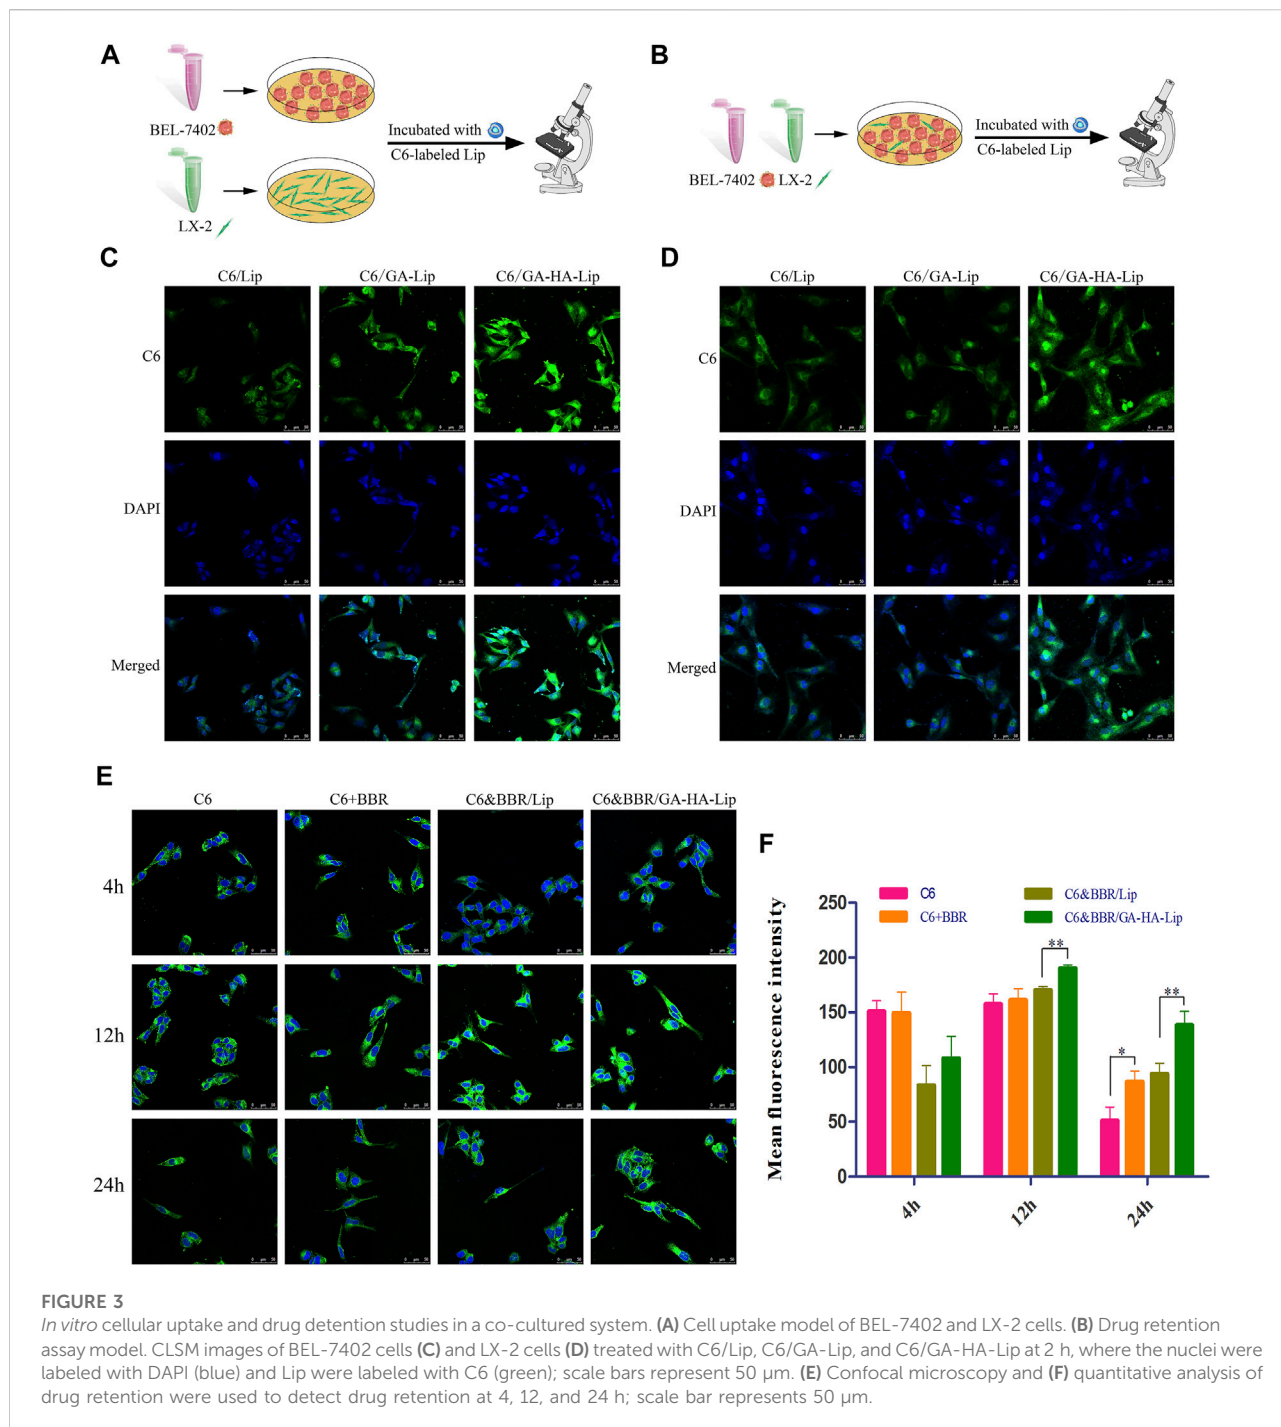 A
BEL-7402
LX-2
Incubated with
C6-labeled Lip
B
BEL-7402 LX-2
Incubated with
C6-labeled Lip
C
C6/Lip C6/GA-Lip C6/GA-HA-Lip
C6
DAPI
Merged
0 µm 50
D
C6/Lip C6/GA-Lip C6/GA-HA-Lip
C6
DAPI
Merged
0 µm 50
E
C6 C6+BBR C6&BBR/Lip C6&BBR/GA-HA-Lip
4h
12h
24h
0 µm 50
F
C6 C6&BBR/Lip
C6+BBR C6&BBR/GA-HA-Lip
Mean fluorescence intensity
250
200
150
100
50
0
**
*
**
4h 12h 24h
FIGURE 3
In vitro cellular uptake and drug detention studies in a co-cultured system. (A) Cell uptake model of BEL-7402 and LX-2 cells. (B) Drug retention
assay model. CLSM images of BEL-7402 cells (C) and LX-2 cells (D) treated with C6/Lip, C6/GA-Lip, and C6/GA-HA-Lip at 2 h, where the nuclei were
labeled with DAPI (blue) and Lip were labeled with C6 (green); scale bars represent 50 µm. (E) Confocal microscopy and (F) quantitative analysis of
drug retention were used to detect drug retention at 4, 12, and 24 h; scale bar represents 50 µm.